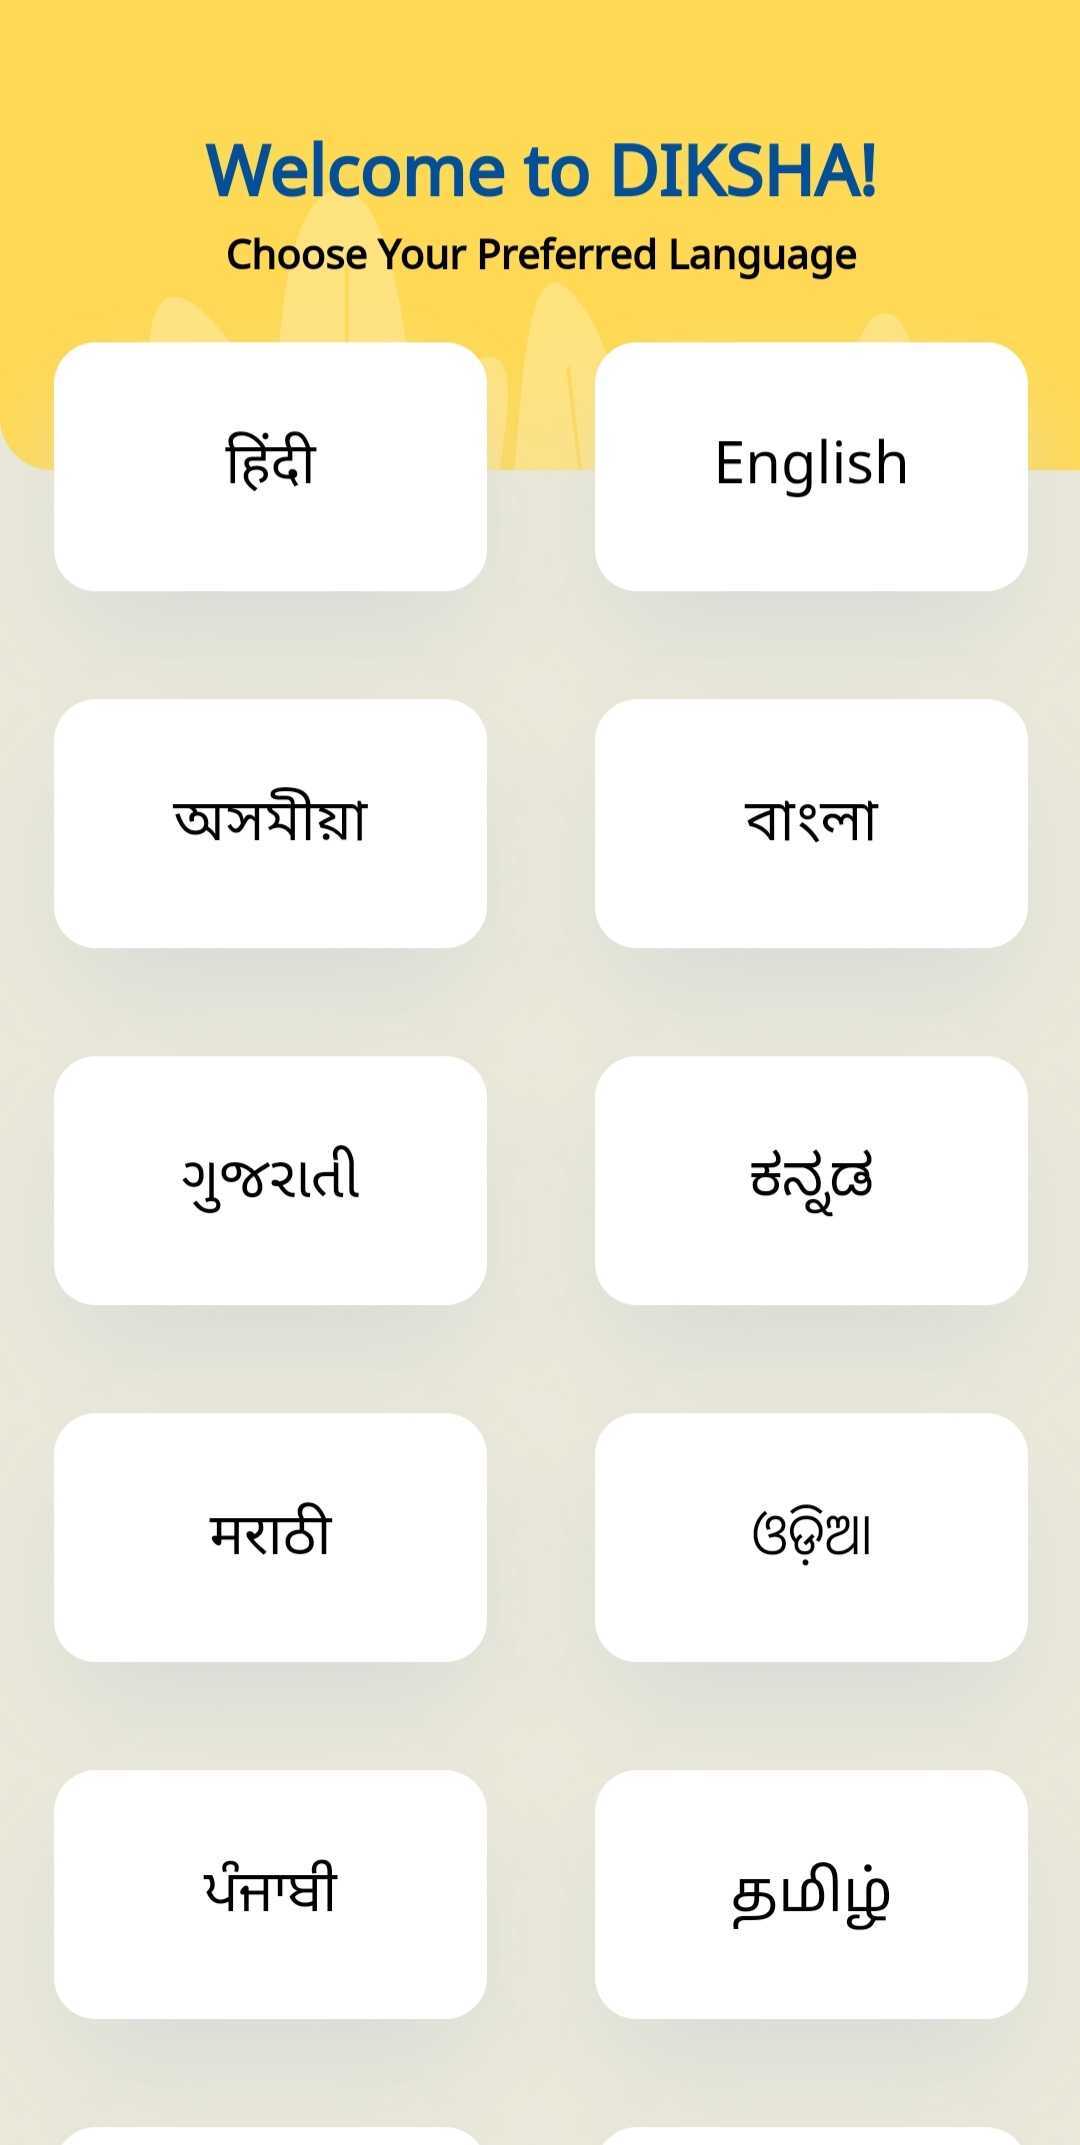 Welcome to DIKSHA!
Choose Your Preferred Language
हिंदी
English
অসমীয়া
বাংলা
ગુજરાતી
ಕನ್ನಡ
मराठी
ଓଡ଼ିଆ
ਪੰਜਾਬੀ
தமிழ்